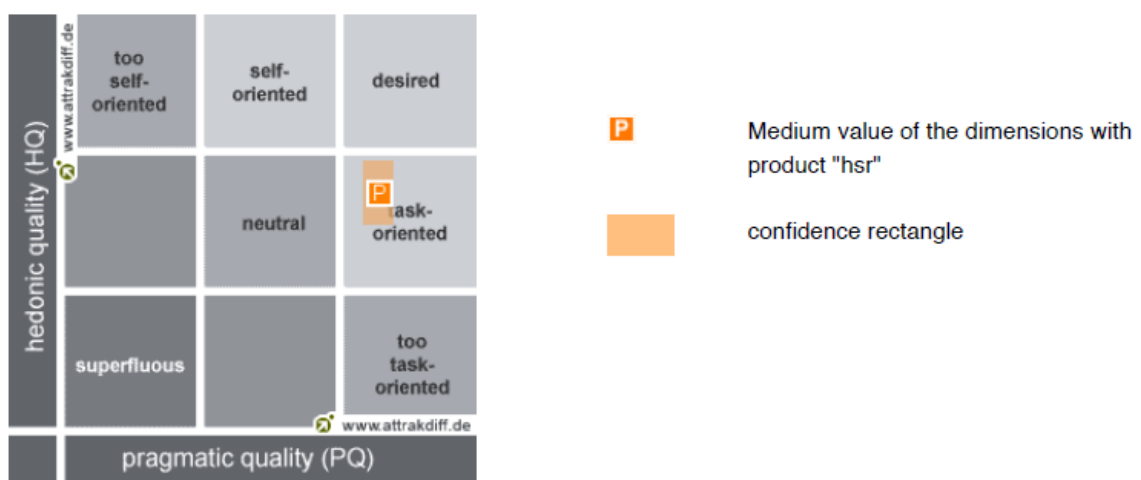 www.attrakdiff.de
hedonic quality (HQ)
too
self-
oriented
self-
oriented
desired
neutral
P
task-
oriented
superfluous
too
task-
oriented
www.attrakdiff.de
pragmatic quality (PQ)
P
Medium value of the dimensions with
product "hsr"
confidence rectangle